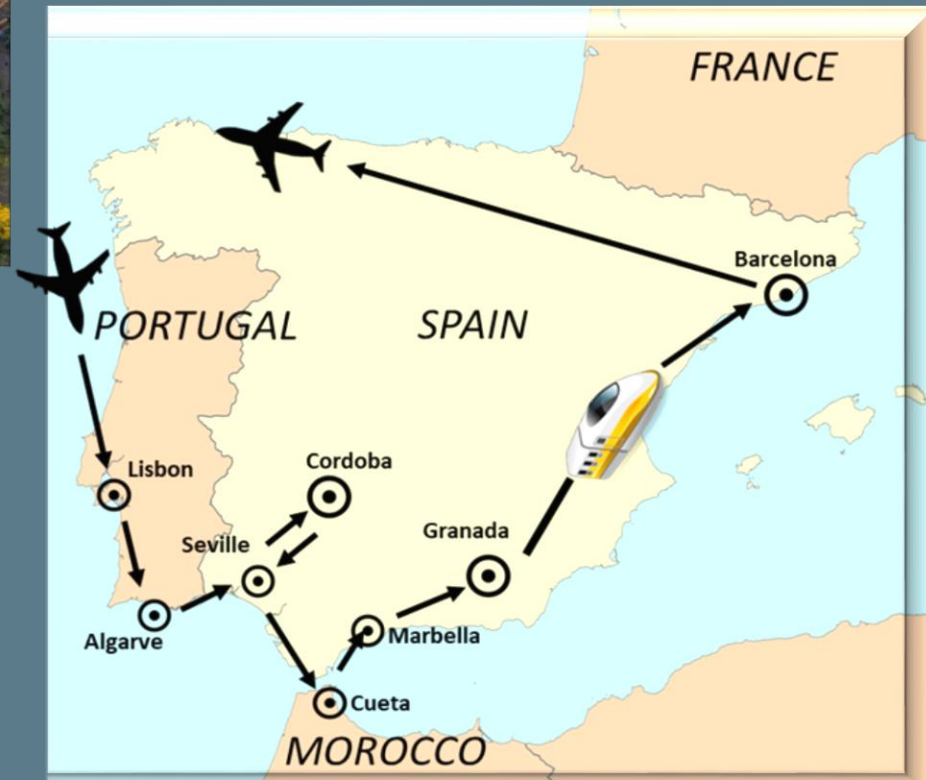 FRANCE
Barcelona
PORTUGAL
SPAIN
Cordoba
Lisbon
Granada
Seville
Marbella
Algarve
Cueta
MOROCCO